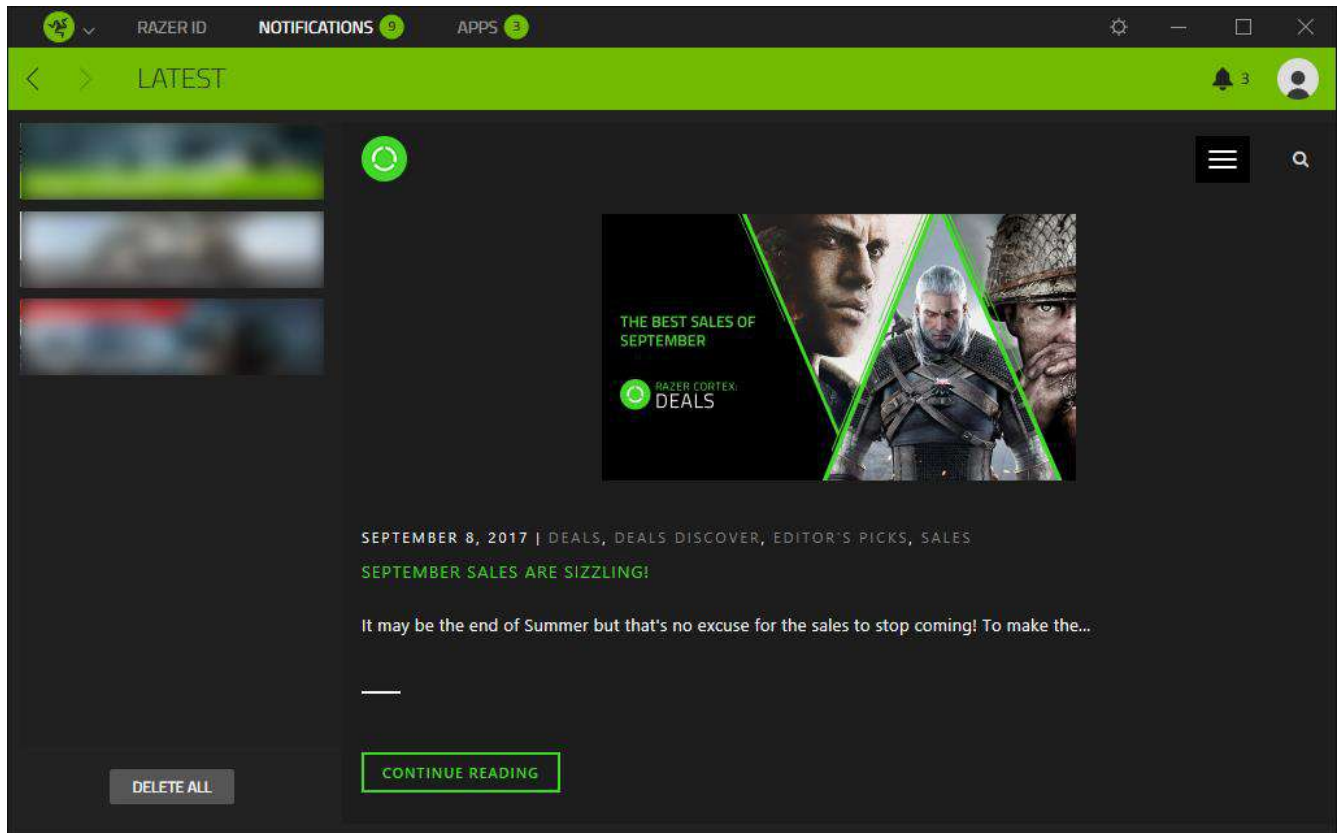 RAZER ID NOTIFICATIONS 9 APPS 3
LATEST 3
THE BEST SALES OF
SEPTEMBER
RAZER CORTEX:
DEALS
SEPTEMBER 8, 2017 | DEALS, DEALS DISCOVER, EDITOR`S PICKS, SALES
SEPTEMBER SALES ARE SIZZLING!
It may be the end of Summer but that's no excuse for the sales to stop coming! To make the...
CONTINUE READING
DELETE ALL